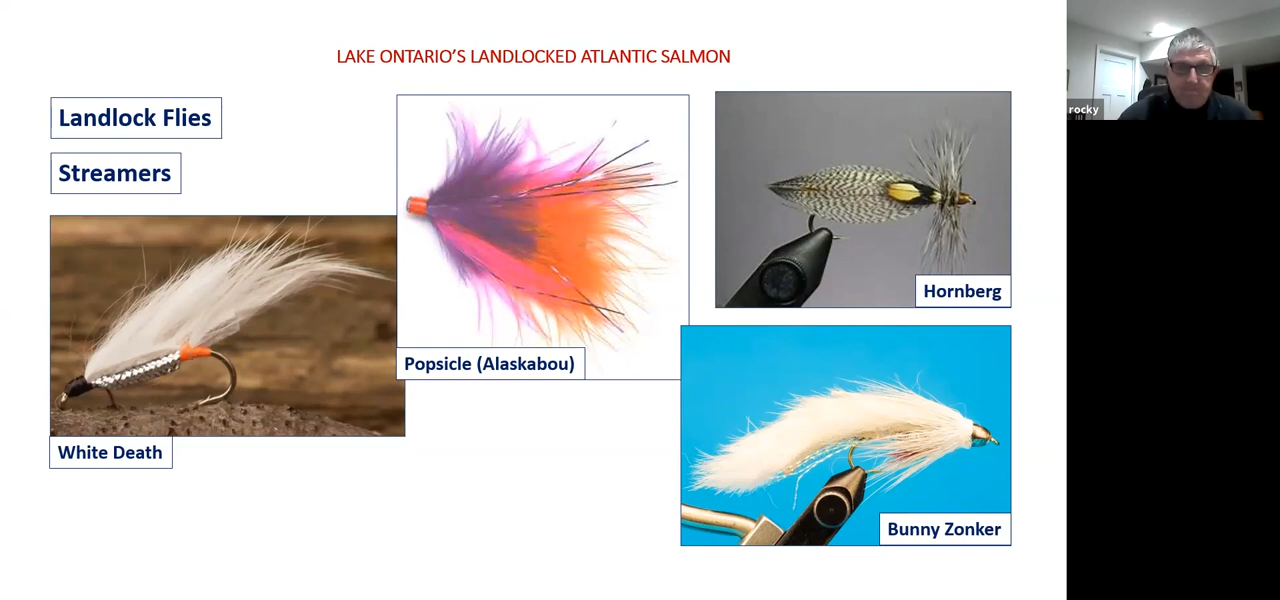 LAKE ONTARIO’S LANDLOCKED ATLANTIC SALMON
Landlock Flies
Streamers
White Death
Popsicle (Alaskabou)
Hornberg
Bunny Zonker
rocky